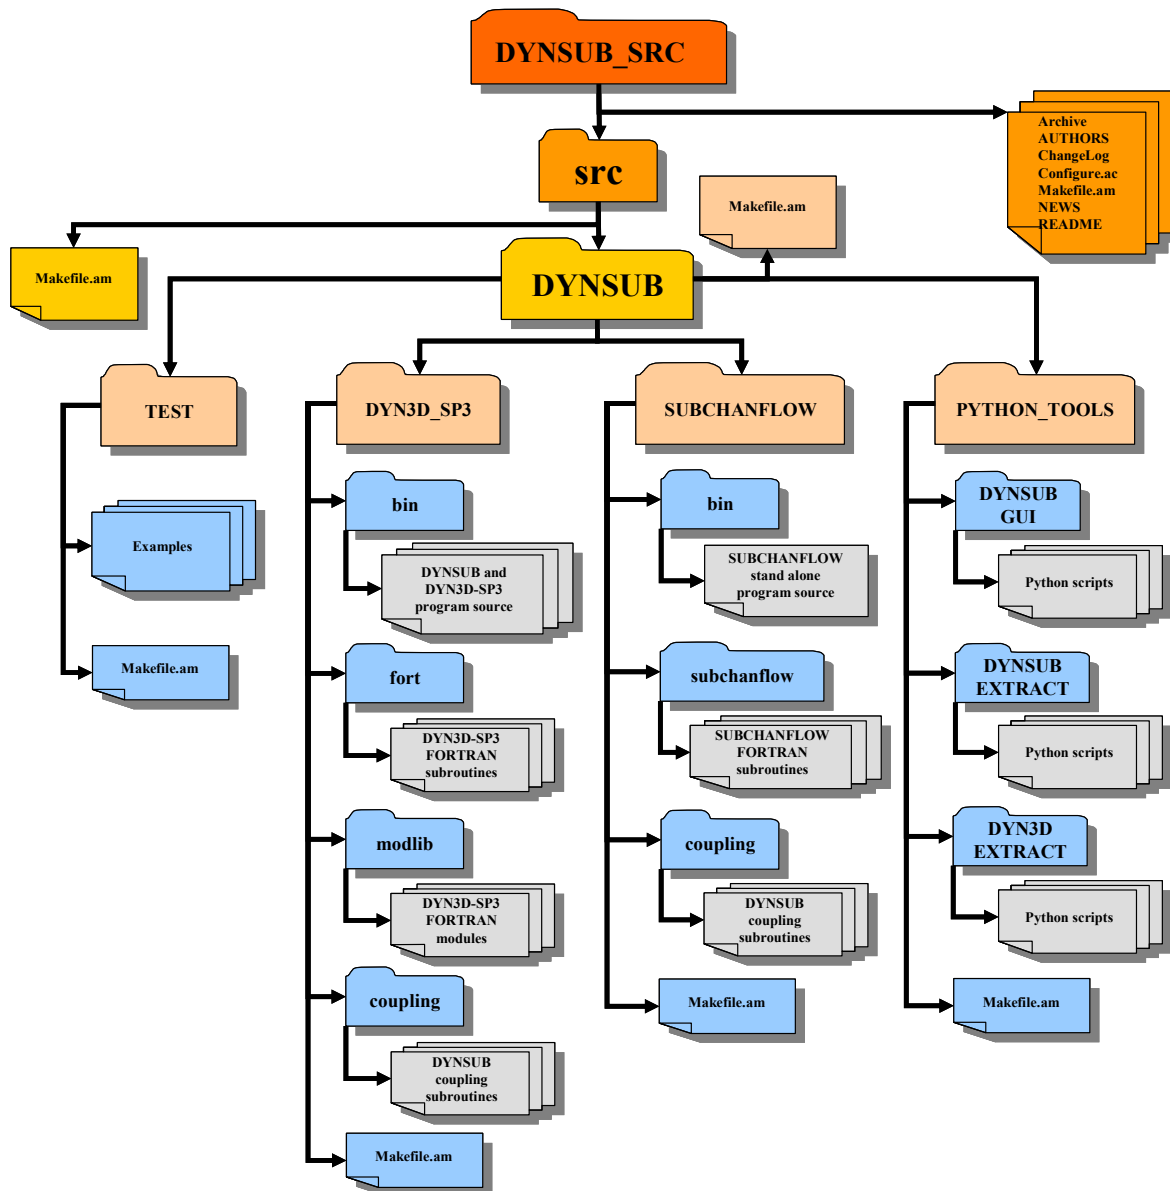 DYNSUB_SRC
Archive
AUTHORS
ChangeLog
Configure.ac
Makefile.am
NEWS
README
src
Makefile.am
Makefile.am
DYNSUB
TEST
Examples
Makefile.am
DYN3D_SP3
bin
DYNSUB and
DYN3D-SP3
program source
fort
DYN3D-SP3
FORTRAN
subroutines
modlib
DYN3D-SP3
FORTRAN
modules
coupling
DYNSUB
coupling
subroutines
Makefile.am
SUBCHANFLOW
bin
SUBCHANFLOW
stand alone
program source
subchanflow
SUBCHANFLOW
FORTRAN
subroutines
coupling
DYNSUB
coupling
subroutines
Makefile.am
PYTHON_TOOLS
DYNSUB
GUI
Python scripts
DYNSUB
EXTRACT
Python scripts
DYN3D
EXTRACT
Python scripts
Makefile.am